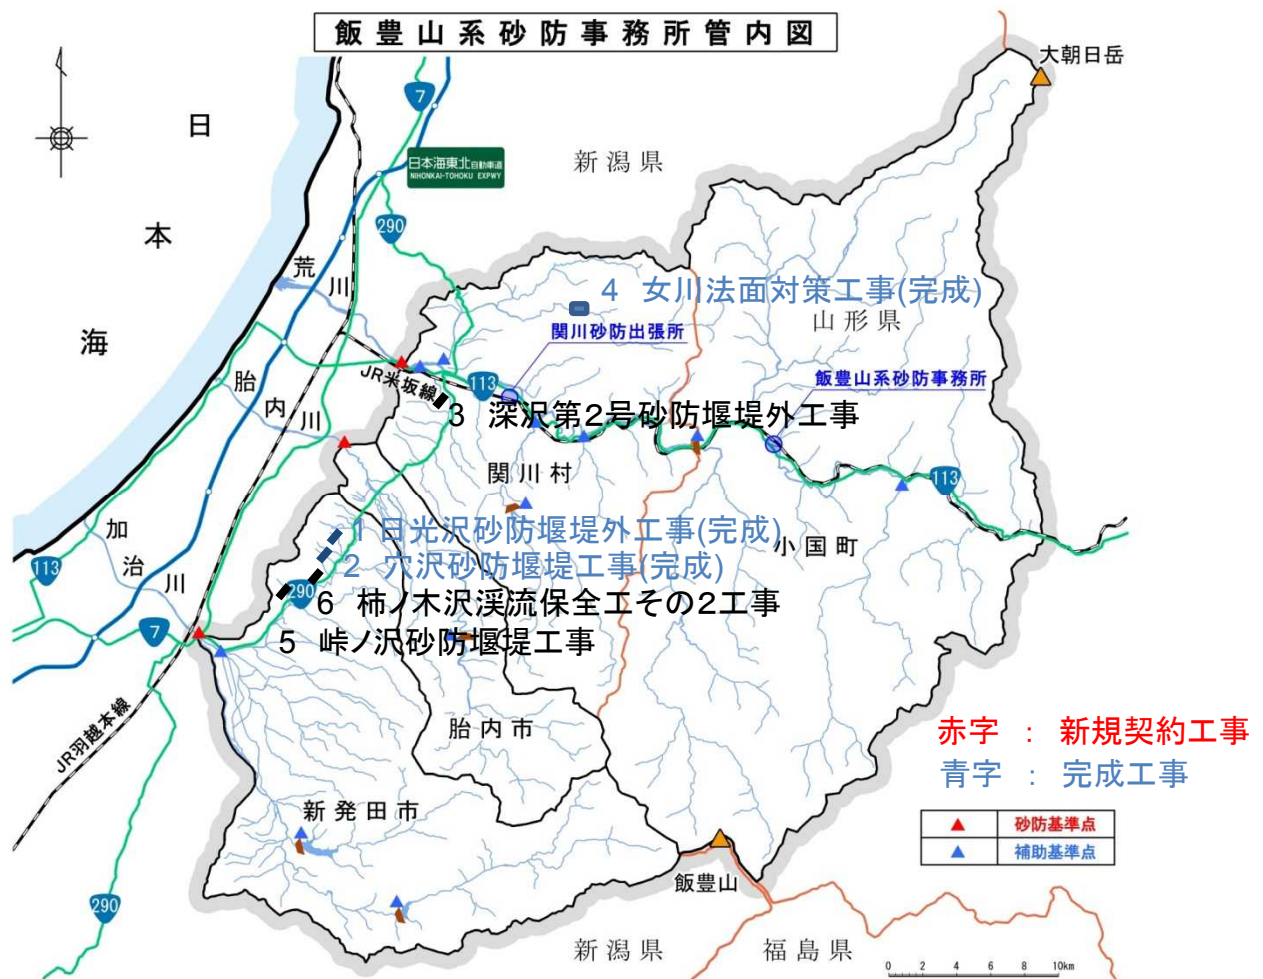 飯豊山系砂防事務所管内図
大朝日岳
7
日
新潟県
日本海東北自動車道
NIHONKAI-TOHOKU EXPWY
290
本
荒川
4 女川法面対策工事(完成)
山形県
関川砂防出張所
海
JR米坂線
113
飯豊山系砂防事務所
胎内川
3 深沢第2号砂防堰堤外工事
関川村
113
加治川
1 日光沢砂防堰堤外工事(完成)
小国町
2 穴沢砂防堰堤工事(完成)
113
290
6 柿ノ木沢渓流保全工その2工事
7
5 峠ノ沢砂防堰堤工事
JR羽越本線
胎内市
赤字 : 新規契約工事
青字 : 完成工事
新発田市
砂防基準点
補助基準点
飯豊山
290
新潟県
福島県
0 2 4 6 8 10km